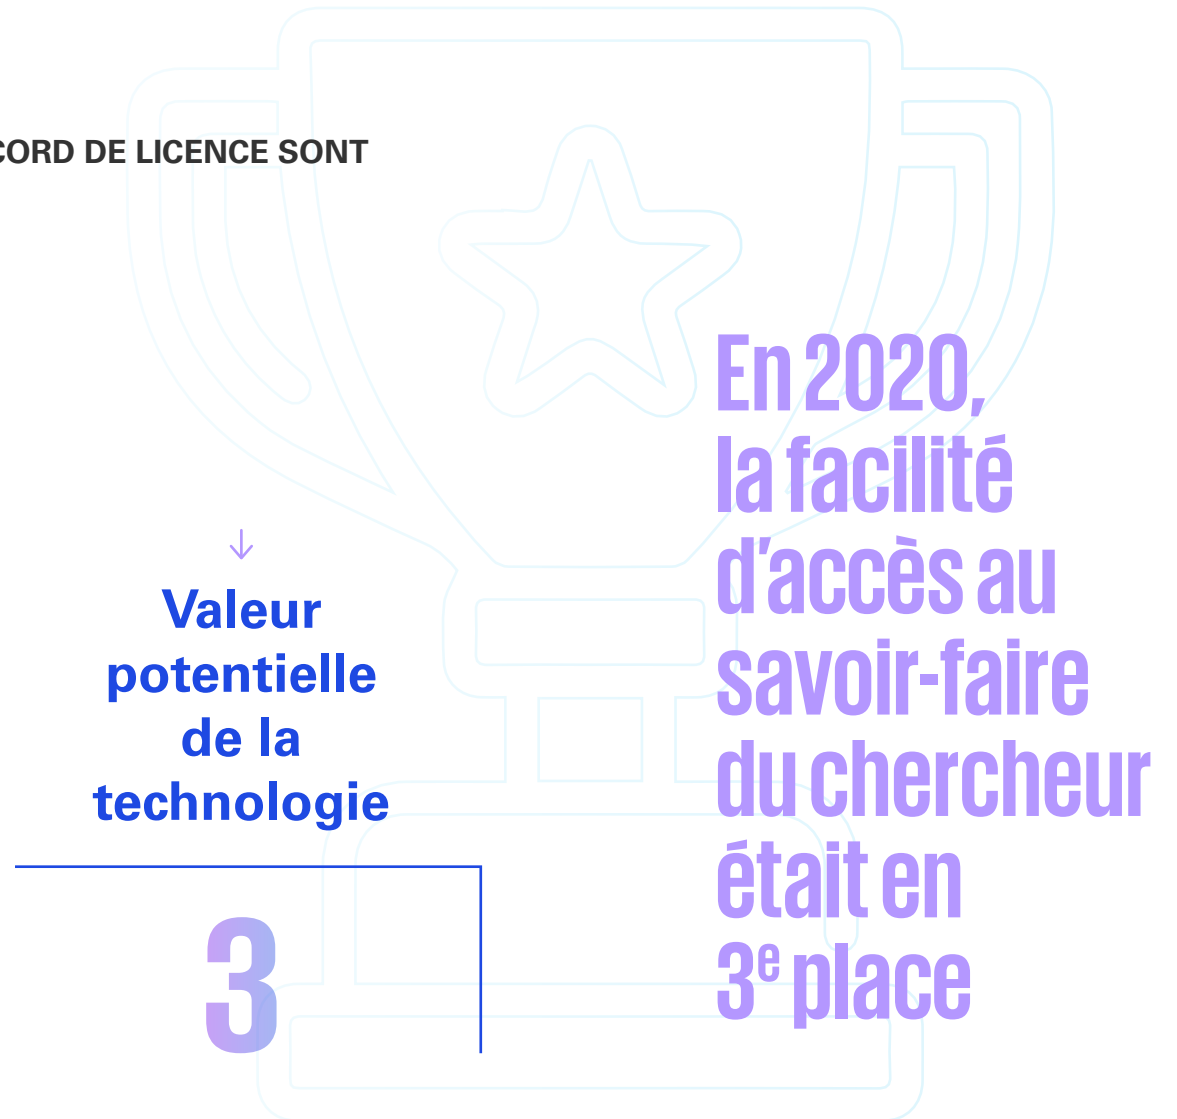 CORD DE LICENCE SONT
Valeur
potentielle
de la
technologie
3
En 2020,
la facilité
d’accès au
savoir-faire
du chercheur
était en
3e place